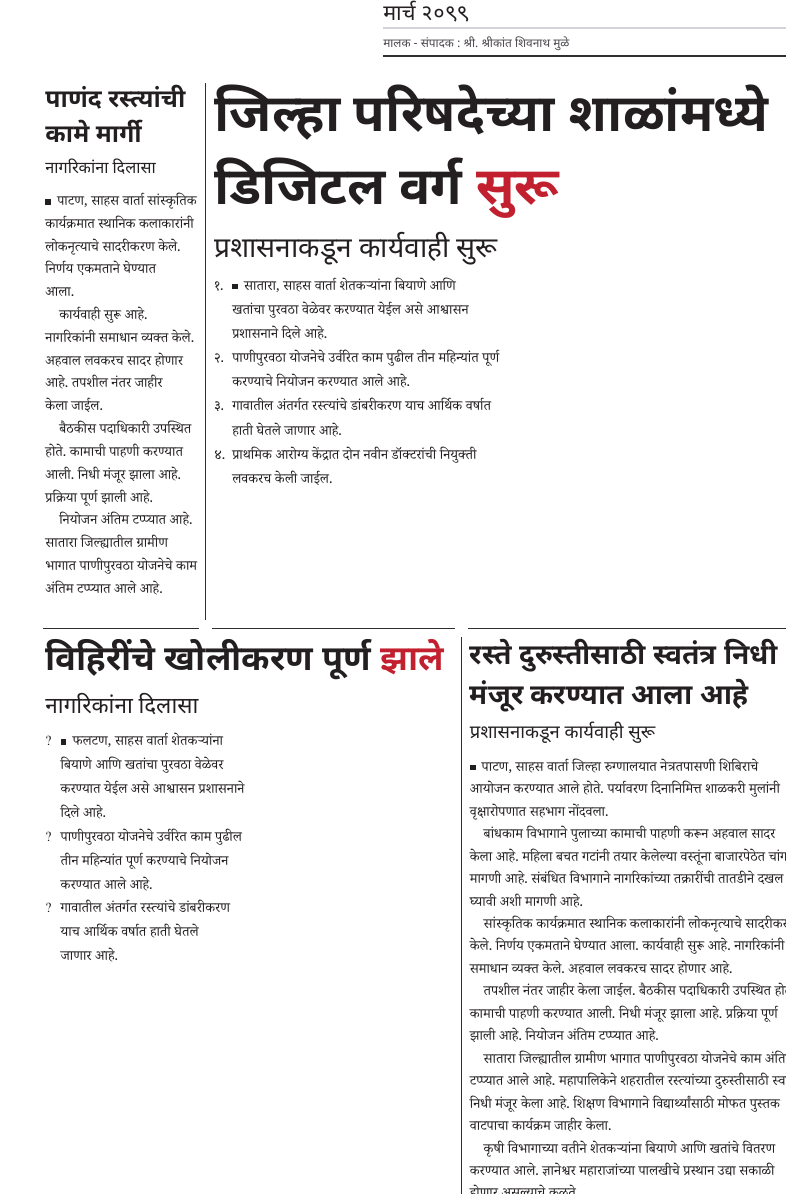 मार्च २०९९
मालक - संपादक : श्री. श्रीकांत शिवनाथ मुळे
पाणंद रस्त्यांची
कामे मार्गी
नागरिकांना दिलासा
■ पाटण, साहस वार्ता सांस्कृतिक
कार्यक्रमात स्थानिक कलाकारांनी
लोकनृत्याचे सादरीकरण केले.
निर्णय एकमताने घेण्यात
आला.
कार्यवाही सुरू आहे.
नागरिकांनी समाधान व्यक्त केले.
अहवाल लवकरच सादर होणार
आहे. तपशील नंतर जाहीर
केला जाईल.
बैठकीस पदाधिकारी उपस्थित
होते. कामाची पाहणी करण्यात
आली. निधी मंजूर झाला आहे.
प्रक्रिया पूर्ण झाली आहे.
नियोजन अंतिम टप्प्यात आहे.
सातारा जिल्ह्यातील ग्रामीण
भागात पाणीपुरवठा योजनेचे काम
अंतिम टप्प्यात आले आहे.
जिल्हा परिषदेच्या शाळांमध्ये
डिजिटल वर्ग सुरू
प्रशासनाकडून कार्यवाही सुरू
१. ■ सातारा, साहस वार्ता शेतकऱ्यांना बियाणे आणि
खतांचा पुरवठा वेळेवर करण्यात येईल असे आश्वासन
प्रशासनाने दिले आहे.
२. पाणीपुरवठा योजनेचे उर्वरित काम पुढील तीन महिन्यांत पूर्ण
करण्याचे नियोजन करण्यात आले आहे.
३. गावातील अंतर्गत रस्त्यांचे डांबरीकरण याच आर्थिक वर्षात
हाती घेतले जाणार आहे.
४. प्राथमिक आरोग्य केंद्रात दोन नवीन डॉक्टरांची नियुक्ती
लवकरच केली जाईल.
विहिरींचे खोलीकरण पूर्ण झाले
नागरिकांना दिलासा
? ■ फलटण, साहस वार्ता शेतकऱ्यांना
बियाणे आणि खतांचा पुरवठा वेळेवर
करण्यात येईल असे आश्वासन प्रशासनाने
दिले आहे.
? पाणीपुरवठा योजनेचे उर्वरित काम पुढील
तीन महिन्यांत पूर्ण करण्याचे नियोजन
करण्यात आले आहे.
? गावातील अंतर्गत रस्त्यांचे डांबरीकरण
याच आर्थिक वर्षात हाती घेतले
जाणार आहे.
रस्ते दुरुस्तीसाठी स्वतंत्र निधी
मंजूर करण्यात आला आहे
प्रशासनाकडून कार्यवाही सुरू
■ पाटण, साहस वार्ता जिल्हा रुग्णालयात नेत्रतपासणी शिबिराचे
आयोजन करण्यात आले होते. पर्यावरण दिनानिमित्त शाळकरी मुलांनी
वृक्षारोपणात सहभाग नोंदवला.
बांधकाम विभागाने पुलाच्या कामाची पाहणी करून अहवाल सादर
केला आहे. महिला बचत गटांनी तयार केलेल्या वस्तूंना बाजारपेठेत
मागणी आहे. संबंधित विभागाने नागरिकांच्या तक्रारींची तातडीने दखल
घ्यावी अशी मागणी आहे.
सांस्कृतिक कार्यक्रमात स्थानिक कलाकारांनी लोकनृत्याचे
केले. निर्णय एकमताने घेण्यात आला. कार्यवाही सुरू आहे. नागरिकांनी
समाधान व्यक्त केले. अहवाल लवकरच सादर होणार आहे.
तपशील नंतर जाहीर केला जाईल. बैठकीस पदाधिकारी उपस्थित
कामाची पाहणी करण्यात आली. निधी मंजूर झाला आहे. प्रक्रिया पूर्ण
झाली आहे. नियोजन अंतिम टप्प्यात आहे.
सातारा जिल्ह्यातील ग्रामीण भागात पाणीपुरवठा योजनेचे काम
टप्प्यात आले आहे. महापालिकेने शहरातील रस्त्यांच्या दुरुस्तीसाठी
निधी मंजूर केला आहे. शिक्षण विभागाने विद्यार्थ्यांसाठी मोफत पुस्तक
वाटपाचा कार्यक्रम जाहीर केला.
कृषी विभागाच्या वतीने शेतकऱ्यांना बियाणे आणि खतांचे वितरण
करण्यात आले. ज्ञानेश्वर महाराजांच्या पालखीचे प्रस्थान उद्या सकाळी
होणार असल्याचे कळते